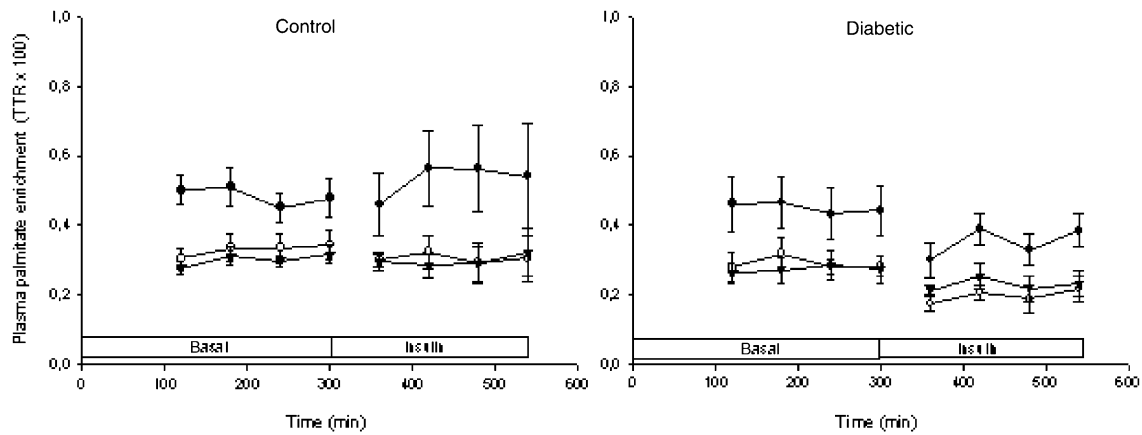 Control
Diabetic
Plasma palmitate enrichment (TTR x 100)
1,0
0,8
0,6
0,4
0,2
0,0
Basal
Insulin
0
100
200
300
400
500
600
Time (min)
1,0
0,8
0,6
0,4
0,2
0,0
Basal
Insulin
0
100
200
300
400
500
600
Time (min)